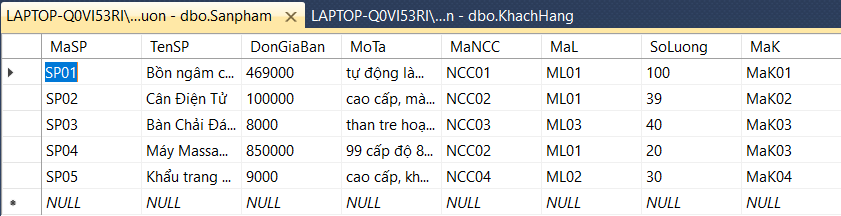 LAPTOP-Q0VI53RI\...uon - dbo.Sanpham LAPTOP-Q0VI53RI\...n - dbo.KhachHang
MaSP TenSP DonGiaBan MoTa MaNCC MaL SoLuong MaK
SP01 Bồn ngâm c... 469000 tự động là... NCC01 ML01 100 MaK01
SP02 Cân Điện Tử 100000 cao cấp, mà... NCC02 ML01 39 MaK02
SP03 Bàn Chải Đá... 8000 than tre hoạ... NCC03 ML03 40 MaK03
SP04 Máy Massa... 850000 99 cấp độ 8... NCC02 ML01 20 MaK03
SP05 Khẩu trang ... 9000 cao cấp, kh... NCC04 ML02 30 MaK04
NULL NULL NULL NULL NULL NULL NULL NULL